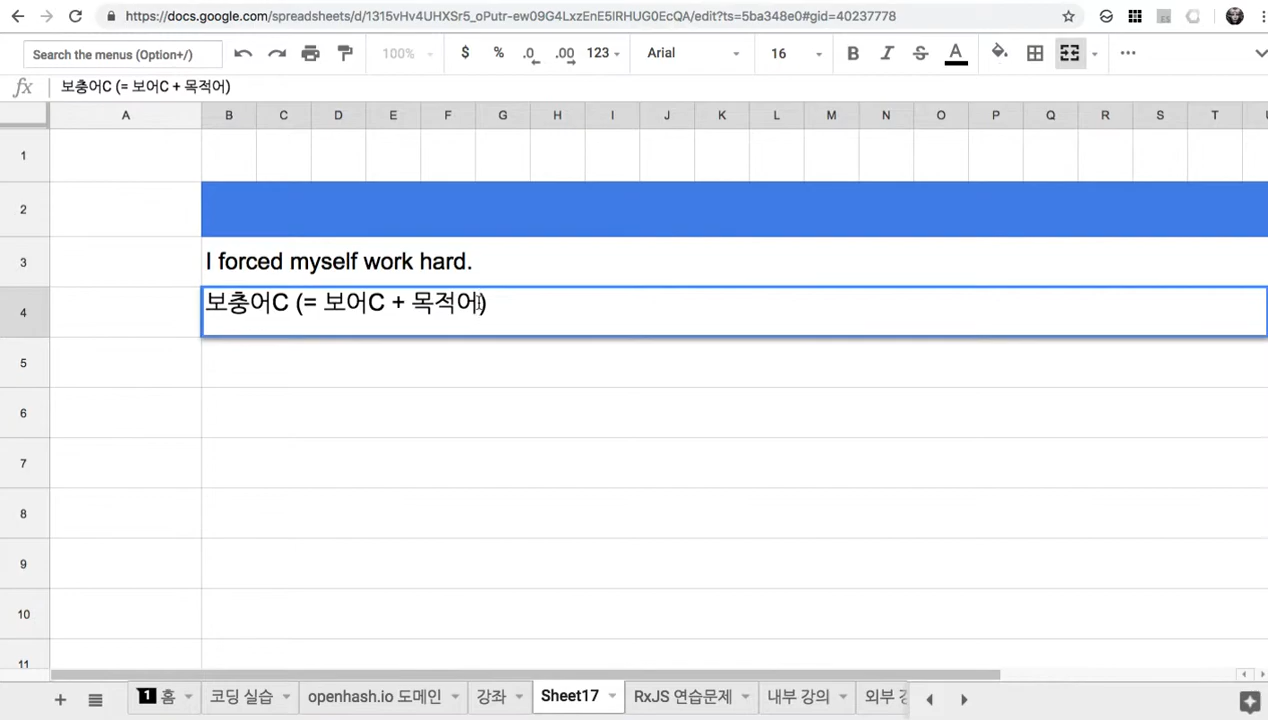 https://docs.google.com/spreadsheets/d/1315vHv4UHXSr5_oPutr-ew09G4LxzEnE5IRHUG0EcQA/edit?ts=5ba348e0#gid=40237778
Search the menus (Option+/) 100% $ % .0 .00 123 Arial 16 B I S A
fx 보충어C (= 보어C + 목적어)
A B C D E F G H I J K L M N O P Q R S T
1
2
3 I forced myself work hard.
4 보충어C (= 보어C + 목적어)
5
6
7
8
9
10
11
+ 1 홈 코딩 실습 openhash.io 도메인 강좌 Sheet17 RxJS 연습문제 내부 강의 외부